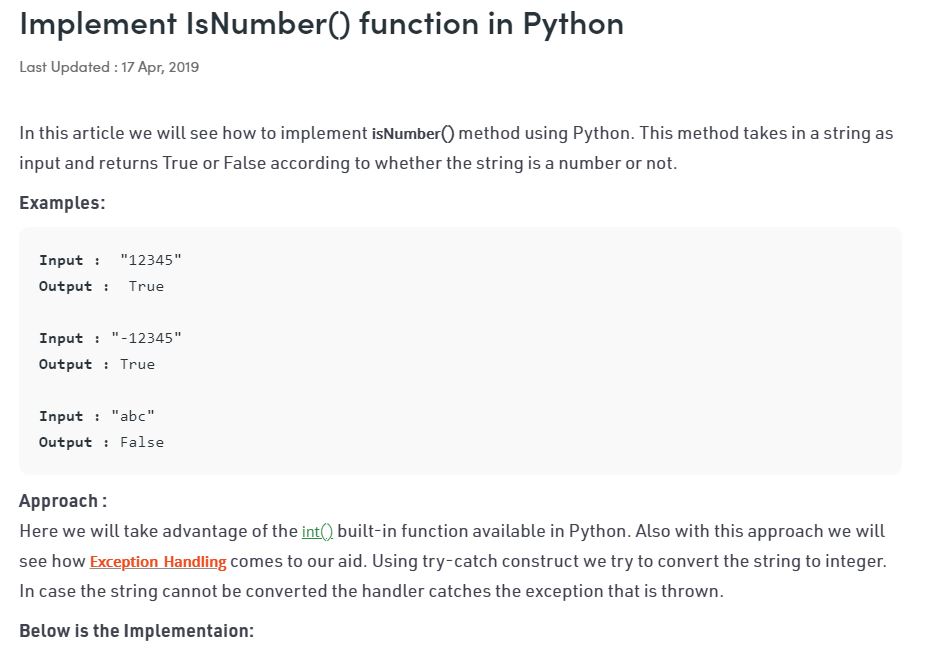 Implement IsNumber() function in Python
Last Updated : 17 Apr, 2019
In this article we will see how to implement isNumber() method using Python. This method takes in a string as
input and returns True or False according to whether the string is a number or not.
Examples:
Input :  "12345"
Output :  True
Input : "-12345"
Output : True
Input : "abc"
Output : False
Approach :
Here we will take advantage of the int() built-in function available in Python. Also with this approach we will
see how Exception Handling comes to our aid. Using try-catch construct we try to convert the string to integer.
In case the string cannot be converted the handler catches the exception that is thrown.
Below is the Implementaion: